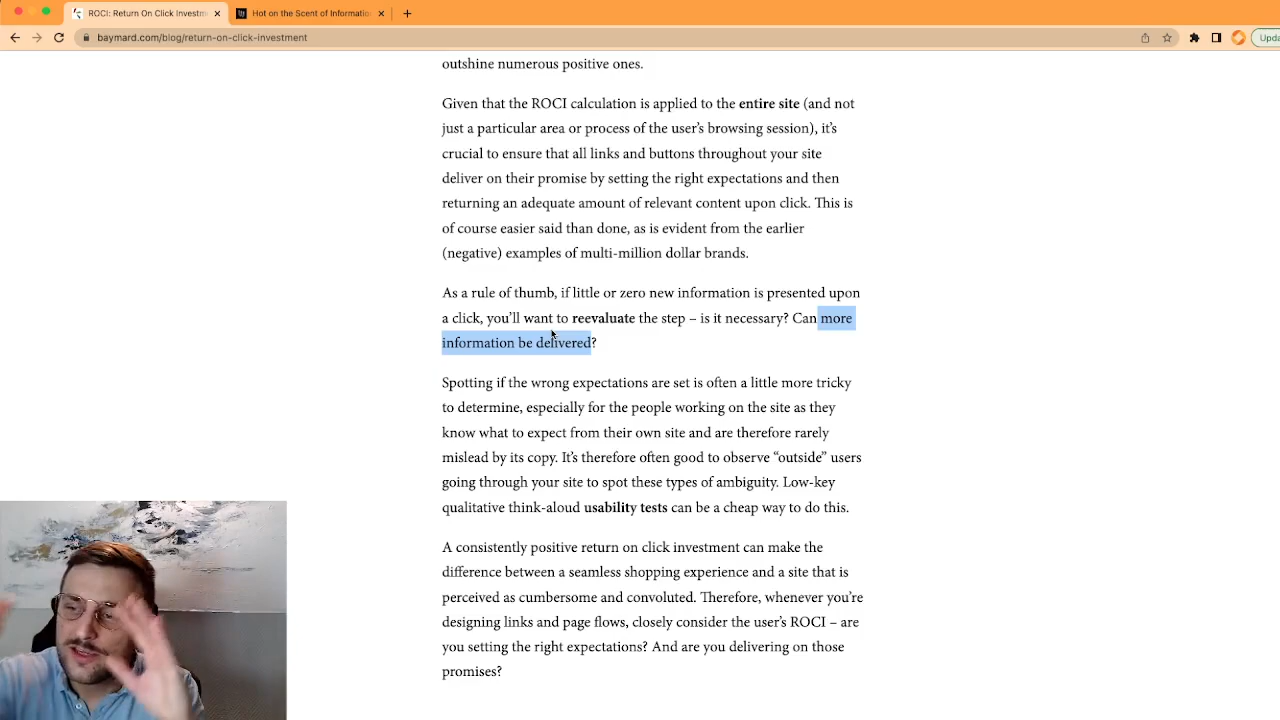 ROCI: Return On Click Investm
Hot on the Scent of Informatio
baymard.com/blog/return-on-click-investment
Upda
outshine numerous positive ones.
Given that the ROCI calculation is applied to the entire site (and not
just a particular area or process of the user’s browsing session), it’s
crucial to ensure that all links and buttons throughout your site
deliver on their promise by setting the right expectations and then
returning an adequate amount of relevant content upon click. This is
of course easier said than done, as is evident from the earlier
(negative) examples of multi-million dollar brands.
As a rule of thumb, if little or zero new information is presented upon
a click, you’ll want to reevaluate the step – is it necessary? Can more
information be delivered?
Spotting if the wrong expectations are set is often a little more tricky
to determine, especially for the people working on the site as they
know what to expect from their own site and are therefore rarely
mislead by its copy. It’s therefore often good to observe “outside” users
going through your site to spot these types of ambiguity. Low-key
qualitative think-aloud usability tests can be a cheap way to do this.
A consistently positive return on click investment can make the
difference between a seamless shopping experience and a site that is
perceived as cumbersome and convoluted. Therefore, whenever you’re
designing links and page flows, closely consider the user’s ROCI – are
you setting the right expectations? And are you delivering on those
promises?